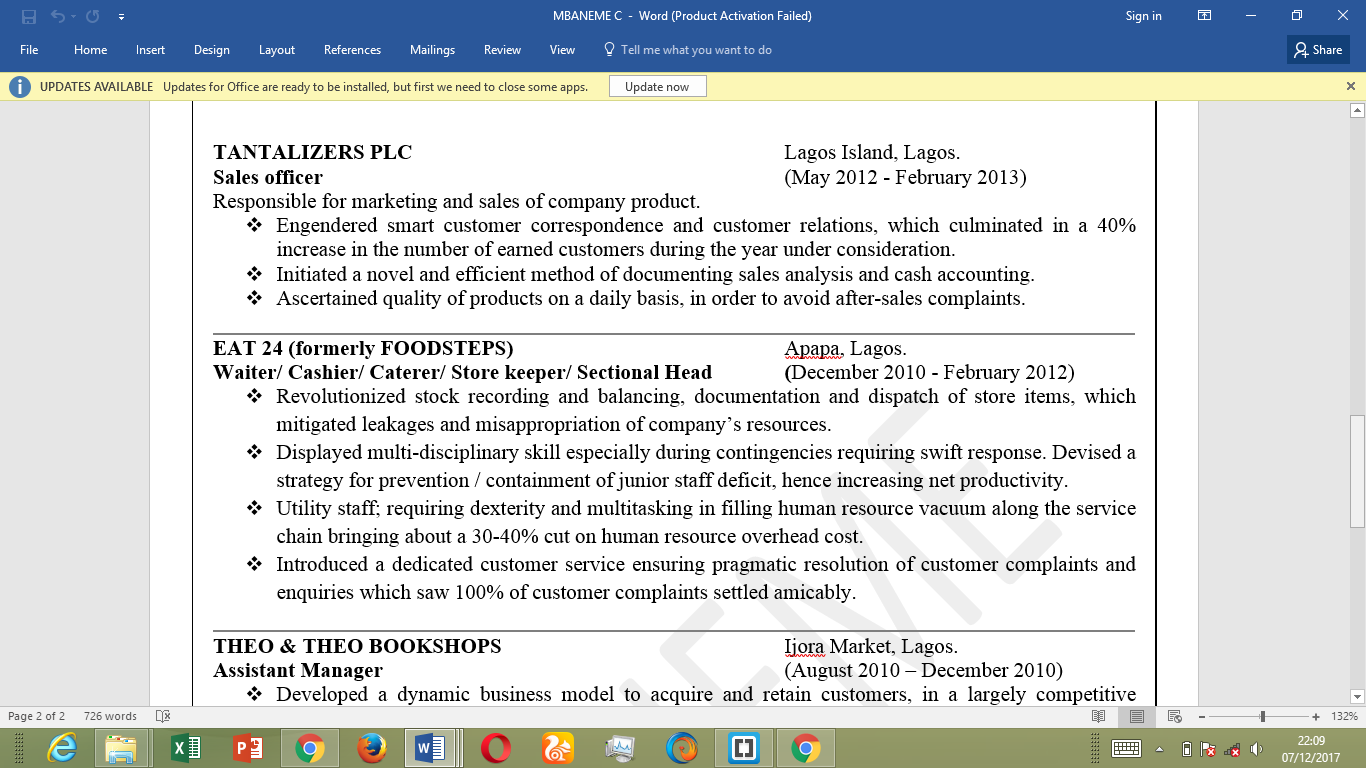 MBANEME C - Word (Product Activation Failed)
Sign in
File Home Insert Design Layout References Mailings Review View Tell me what you want to do Share
UPDATES AVAILABLE Updates for Office are ready to be installed, but first we need to close some apps. Update now
TANTALIZERS PLC Lagos Island, Lagos.
Sales officer (May 2012 - February 2013)
Responsible for marketing and sales of company product.
❖ Engendered smart customer correspondence and customer relations, which culminated in a 40%
increase in the number of earned customers during the year under consideration.
❖ Initiated a novel and efficient method of documenting sales analysis and cash accounting.
❖ Ascertained quality of products on a daily basis, in order to avoid after-sales complaints.
EAT 24 (formerly FOODSTEPS) Apapa, Lagos.
Waiter/ Cashier/ Caterer/ Store keeper/ Sectional Head (December 2010 - February 2012)
❖ Revolutionized stock recording and balancing, documentation and dispatch of store items, which
mitigated leakages and misappropriation of company’s resources.
❖ Displayed multi-disciplinary skill especially during contingencies requiring swift response. Devised a
strategy for prevention / containment of junior staff deficit, hence increasing net productivity.
❖ Utility staff; requiring dexterity and multitasking in filling human resource vacuum along the service
chain bringing about a 30-40% cut on human resource overhead cost.
❖ Introduced a dedicated customer service ensuring pragmatic resolution of customer complaints and
enquiries which saw 100% of customer complaints settled amicably.
THEO & THEO BOOKSHOPS Ijora Market, Lagos.
Assistant Manager (August 2010 – December 2010)
❖ Developed a dynamic business model to acquire and retain customers, in a largely competitive
EME
Page 2 of 2 726 words 132%
22:09
07/12/2017